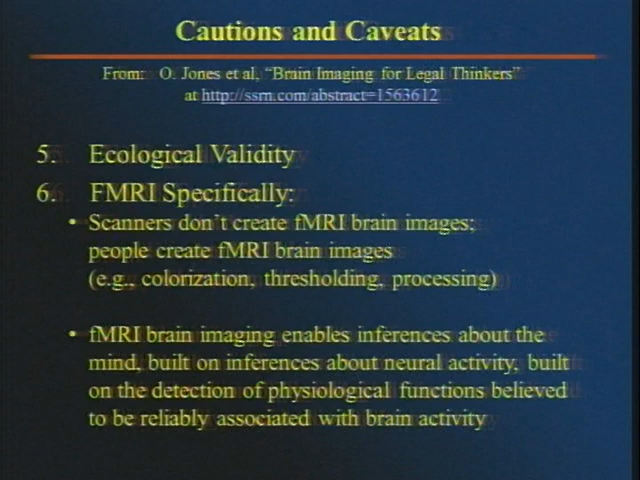 Cautions and Caveats
From: O. Jones et al, “Brain Imaging for Legal Thinkers”
at http://ssrn.com/abstract=1563612
5. Ecological Validity
6. FMRI Specifically:
• Scanners don’t create fMRI brain images;
people create fMRI brain images
(e.g., colorization, thresholding, processing)
• fMRI brain imaging enables inferences about the
mind, built on inferences about neural activity, built
on the detection of physiological functions believed
to be reliably associated with brain activity